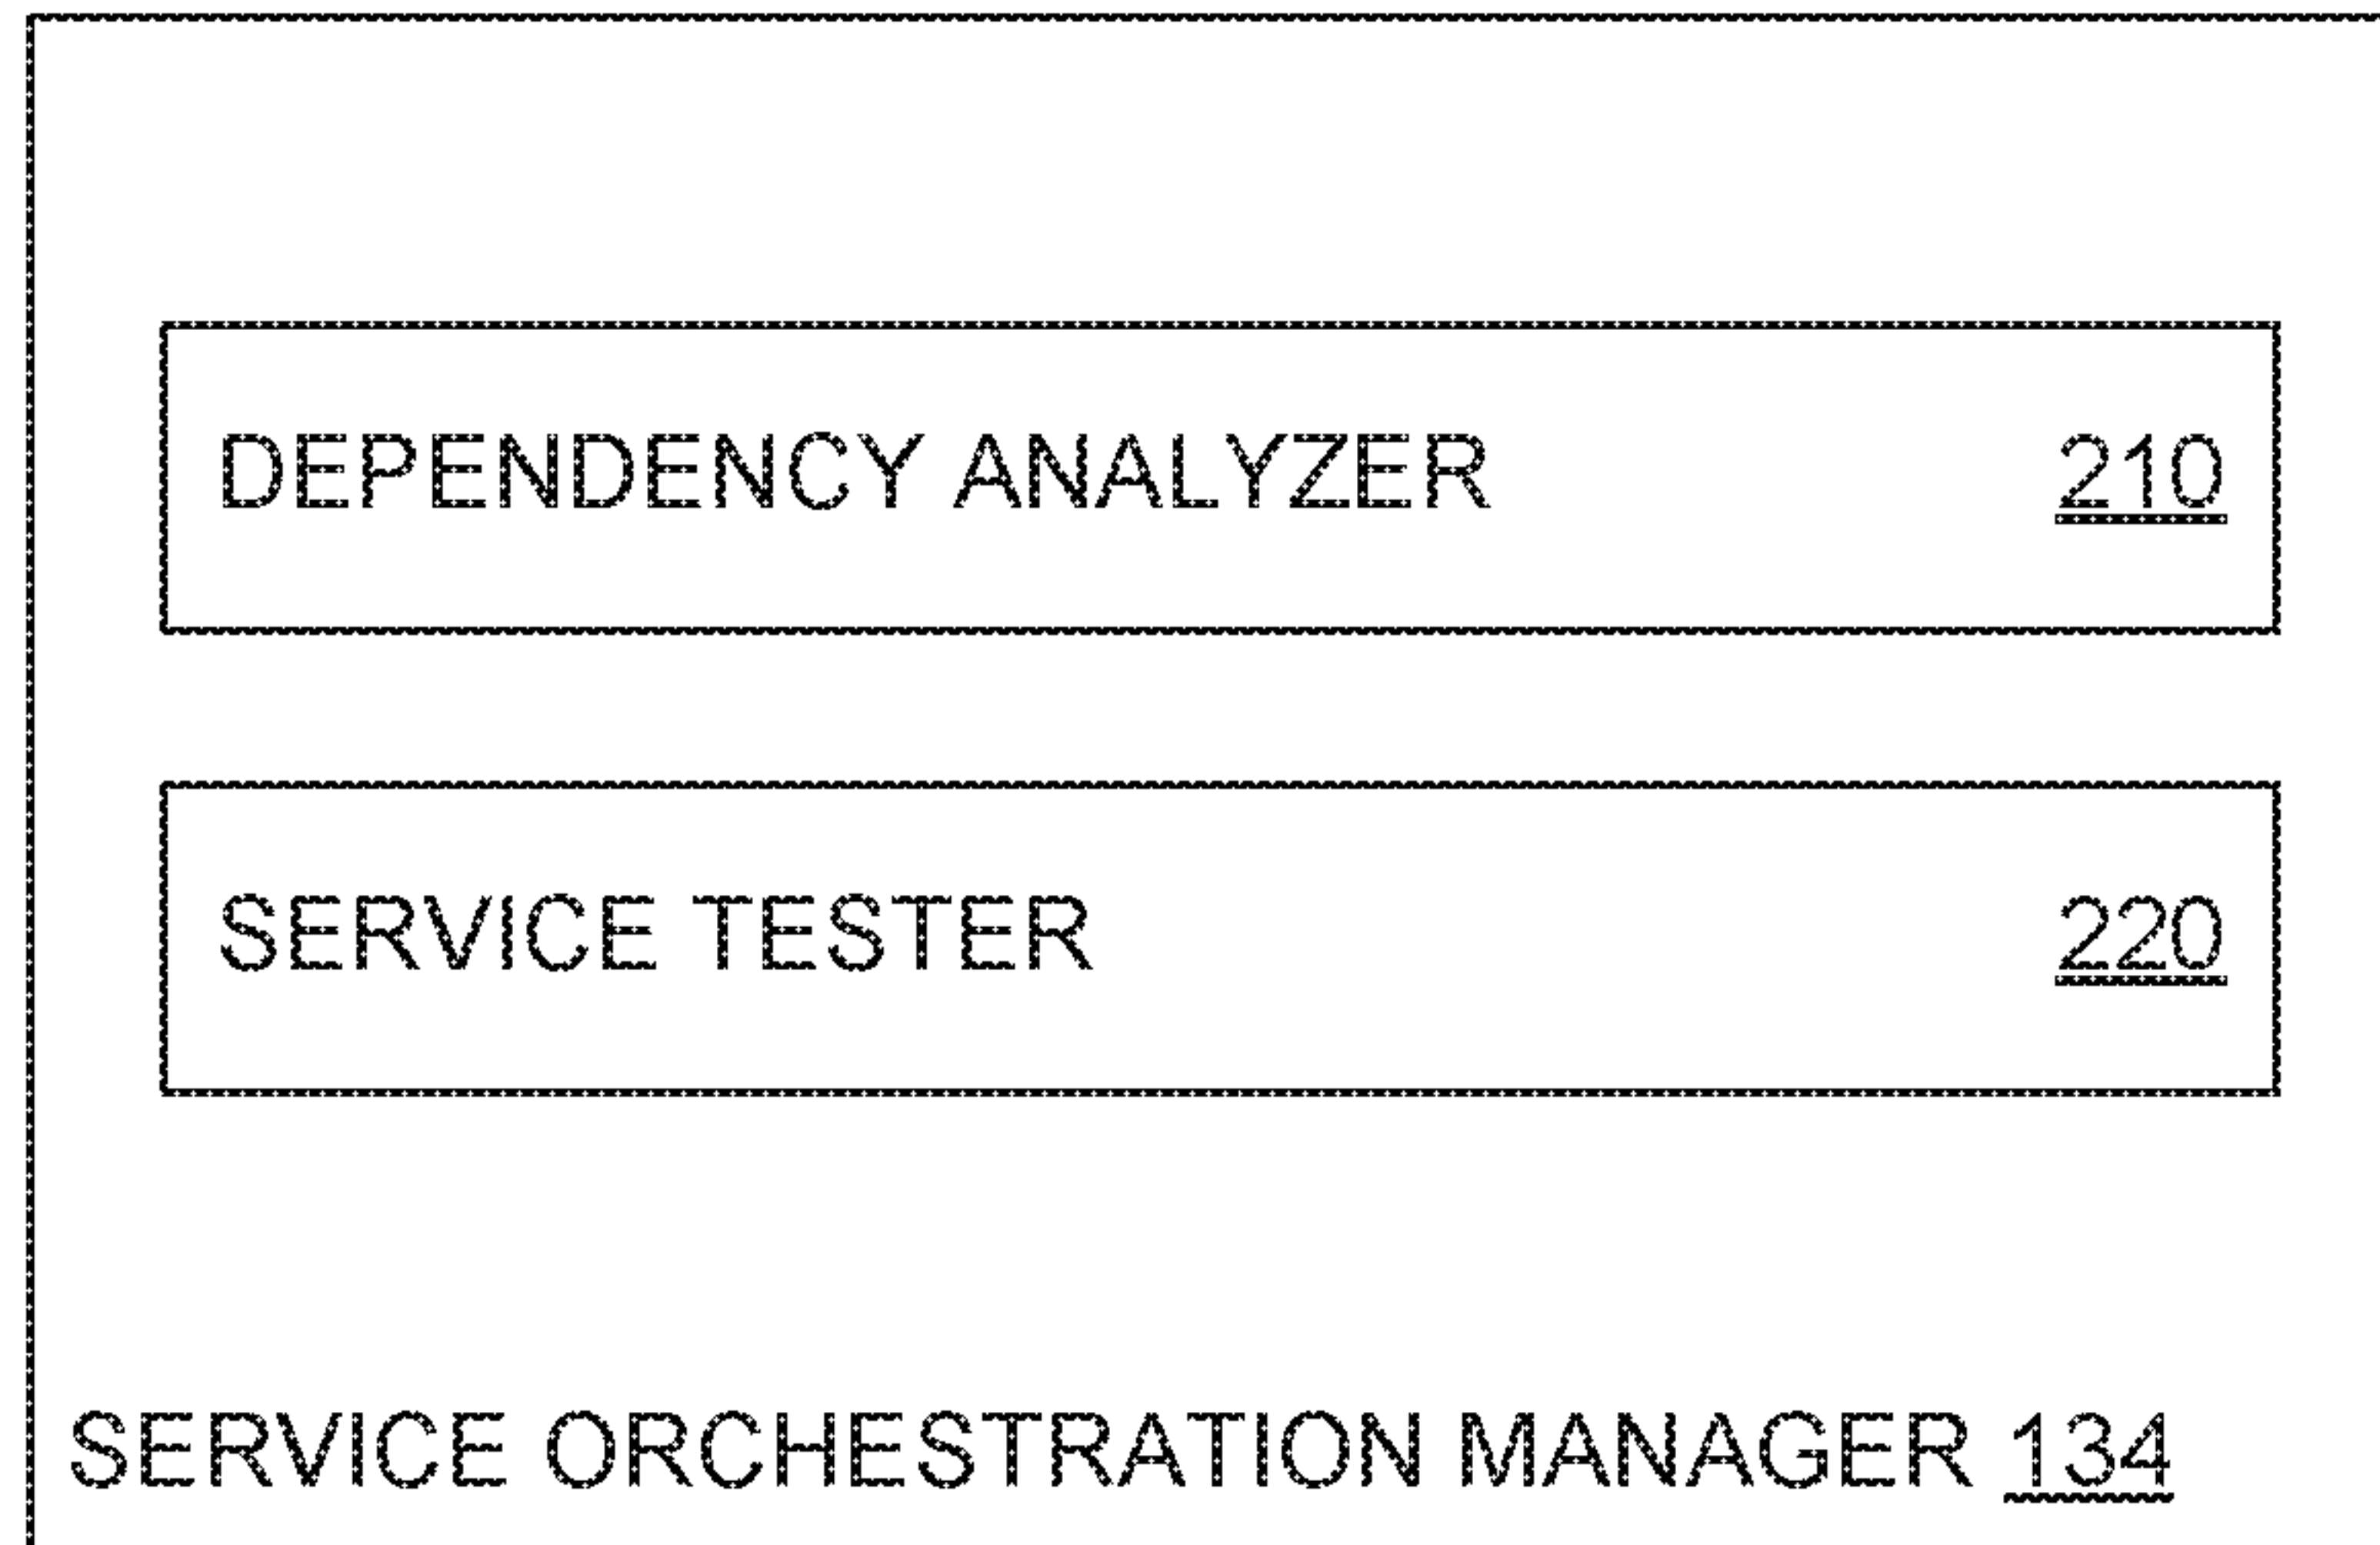 DEPENDENCY ANALYZER 210
SERVICE TESTER 220
SERVICE ORCHESTRATION MANAGER 134